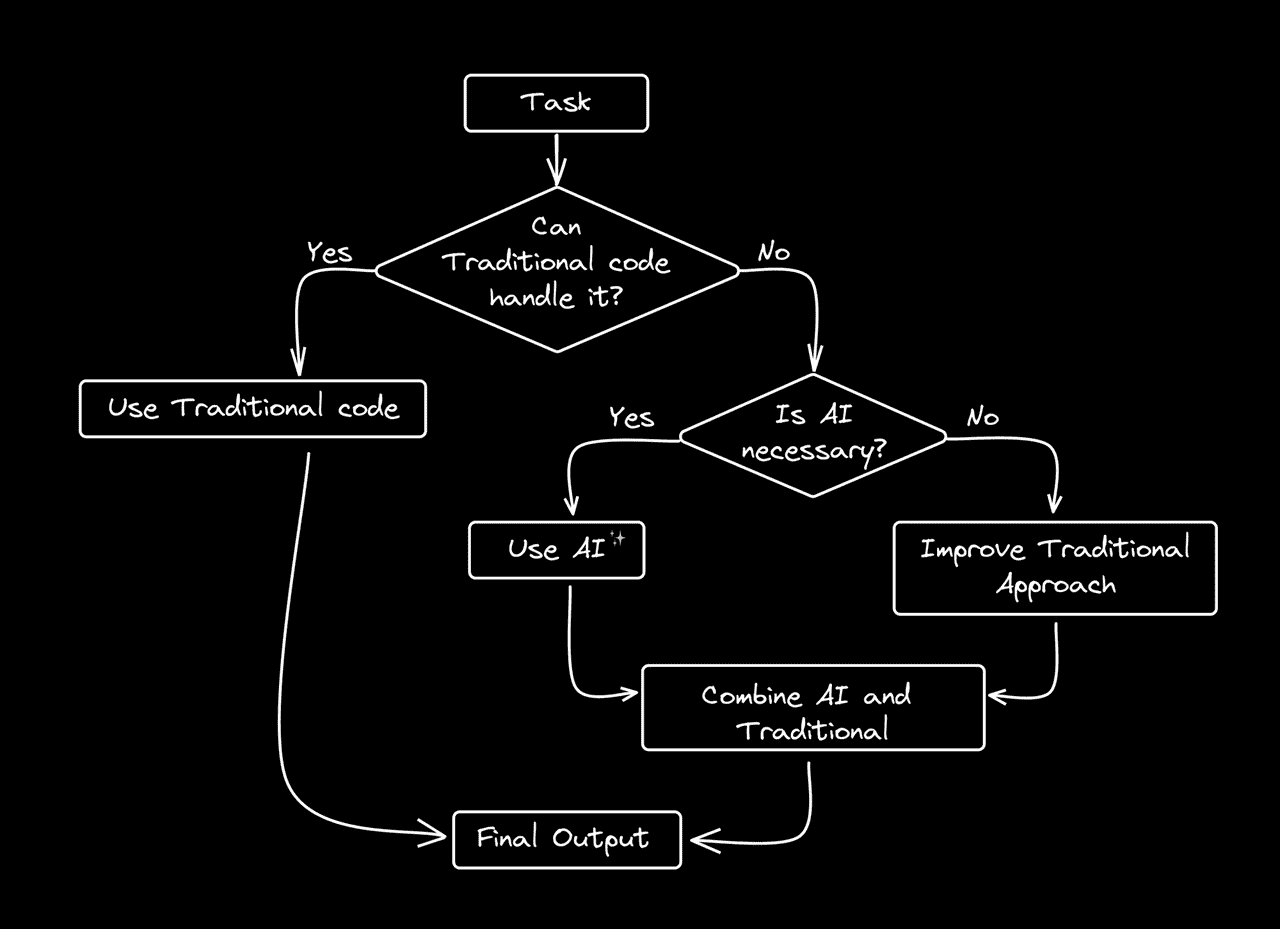 Task
Can
Traditional code
handle it?
Yes
No
Use Traditional code
Is AI
necessary?
Yes
No
Use AI
Improve Traditional
Approach
Combine AI and
Traditional
Final Output